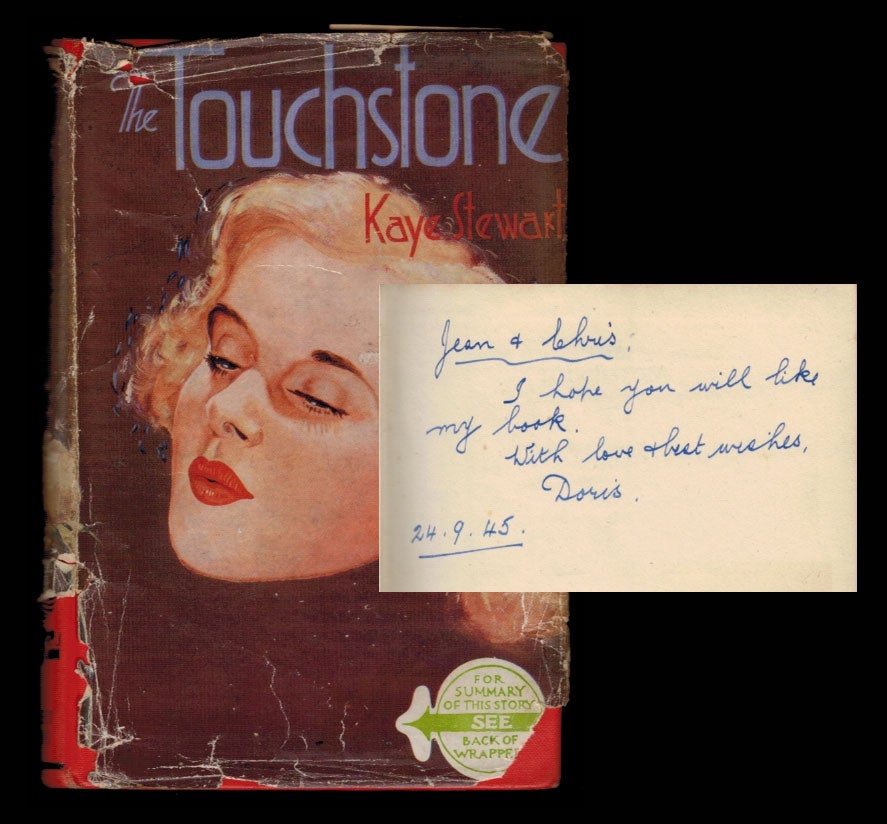 The Touchstone
Kaye Stewart
Jean & Chris,
I hope you will like
my book.
With love & best wishes,
Doris.
24.9.45.
FOR
SUMMARY
OF THIS STORY
SEE
BACK OF
WRAPPE